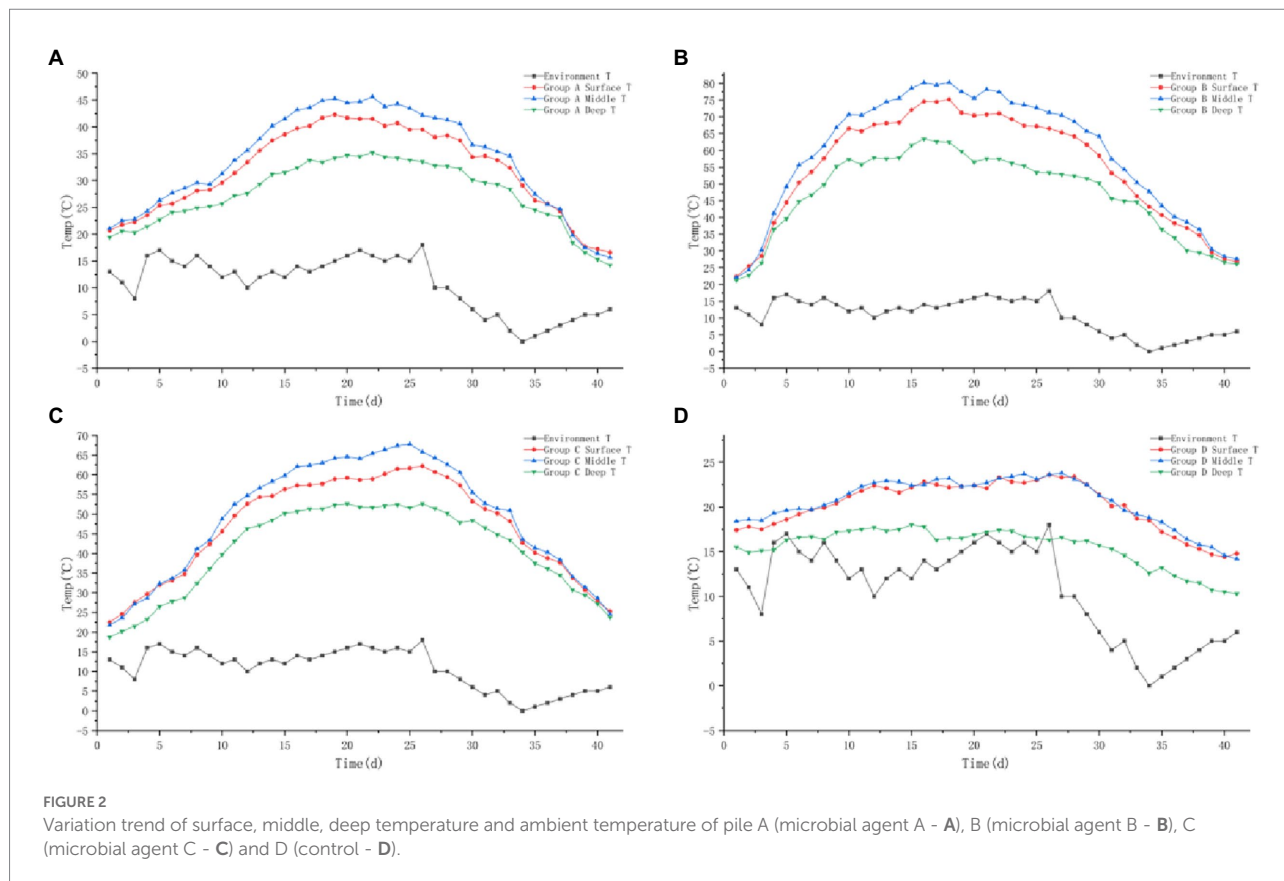 A
Environment T
Group A Surface T
Group A Middle T
Group A Deep T
50
45
40
35
30
25
20
15
10
5
0
-5
Temp(℃)
0
5
10
15
20
25
30
35
40
Time(d)
B
Environment T
Group B Surface T
Group B Middle T
Group B Deep T
80
75
70
65
60
55
50
45
40
35
30
25
20
15
10
5
0
-5
Temp(℃)
0
5
10
15
20
25
30
35
40
Time(d)
C
Environment T
Group C Surface T
Group C Middle T
Group C Deep T
70
65
60
55
50
45
40
35
30
25
20
15
10
5
0
-5
Temp(℃)
0
5
10
15
20
25
30
35
40
Time(d)
D
Environment T
Group D Surface T
Group D Middle T
Group D Deep T
25
20
15
10
5
0
-5
Temp(℃)
0
5
10
15
20
25
30
35
40
Time(d)
FIGURE 2
Variation trend of surface, middle, deep temperature and ambient temperature of pile A (microbial agent A - A), B (microbial agent B - B), C
(microbial agent C - C) and D (control - D).